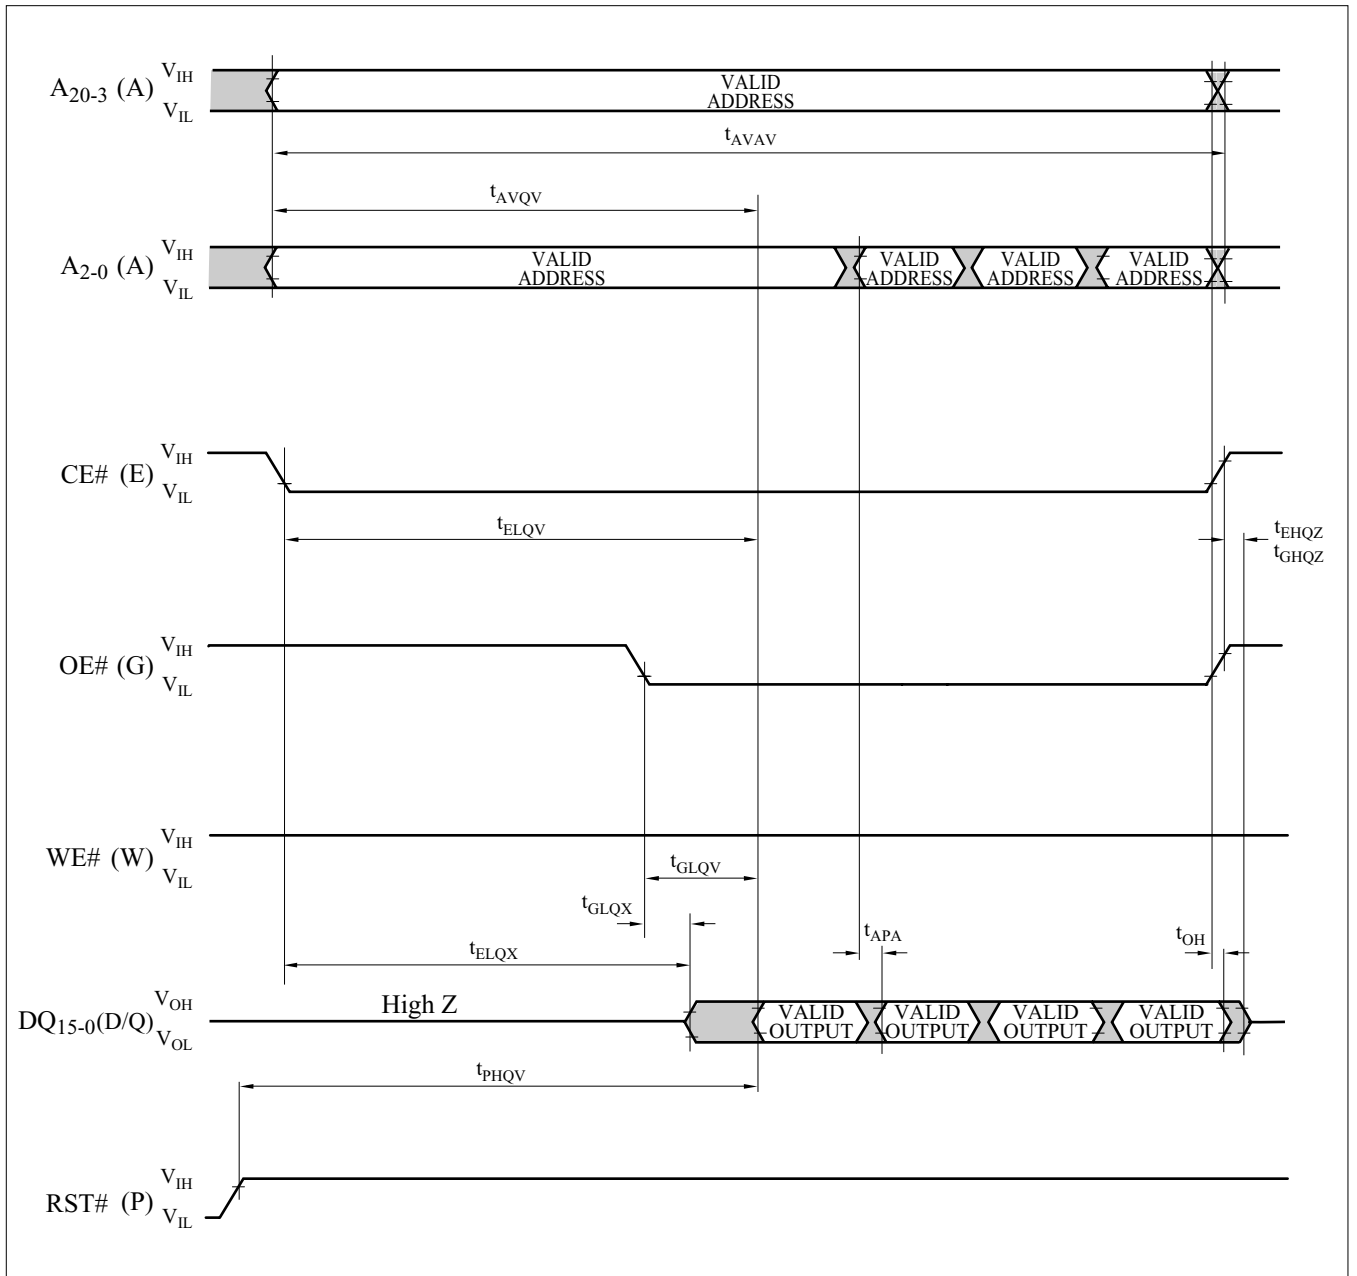 A20-3 (A) VIH
VIL
VALID
ADDRESS
tAVAV
tAVQV
A2-0 (A) VIH
VIL
VALID
ADDRESS
VALID
ADDRESS
VALID
ADDRESS
VALID
ADDRESS
CE# (E) VIH
VIL
tELQV
tEHQZ
tGHQZ
OE# (G) VIH
VIL
WE# (W) VIH
VIL
tGLQV
tGLQX
tELQX
tAPA
tOH
DQ15-0(D/Q) VOH
VOL
High Z
VALID
OUTPUT
VALID
OUTPUT
VALID
OUTPUT
VALID
OUTPUT
tPHQV
RST# (P) VIH
VIL